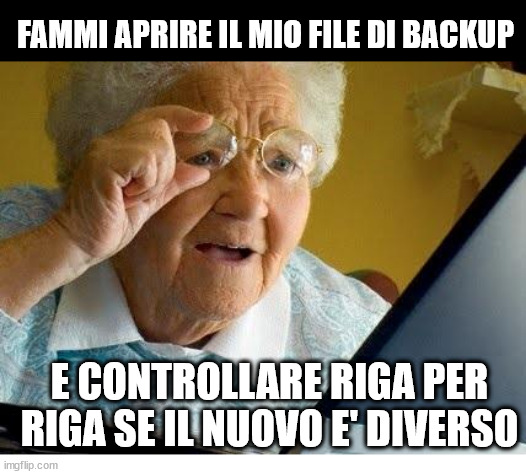 FAMMI APRIRE IL MIO FILE DI BACKUP
E CONTROLLARE RIGA PER
RIGA SE IL NUOVO E' DIVERSO
imgflip.com